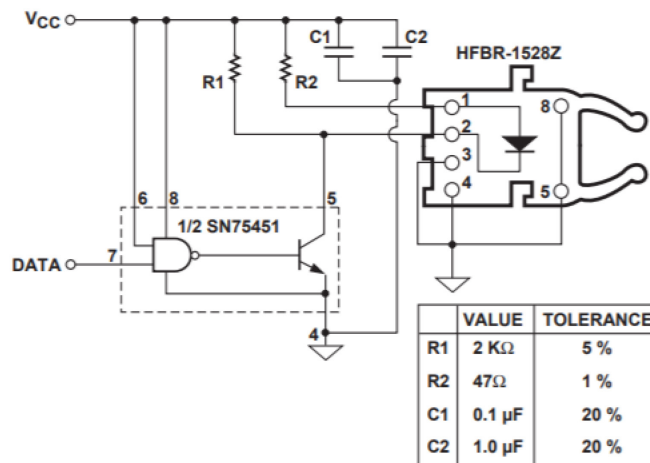 VCC
C1
C2
HFBR-1528Z
R1
R2
1
2
3
4
8
5
6
8
5
1/2 SN75451
DATA
7
4
VALUE TOLERANCE
R1 2 KΩ 5 %
R2 47Ω 1 %
C1 0.1 µF 20 %
C2 1.0 µF 20 %